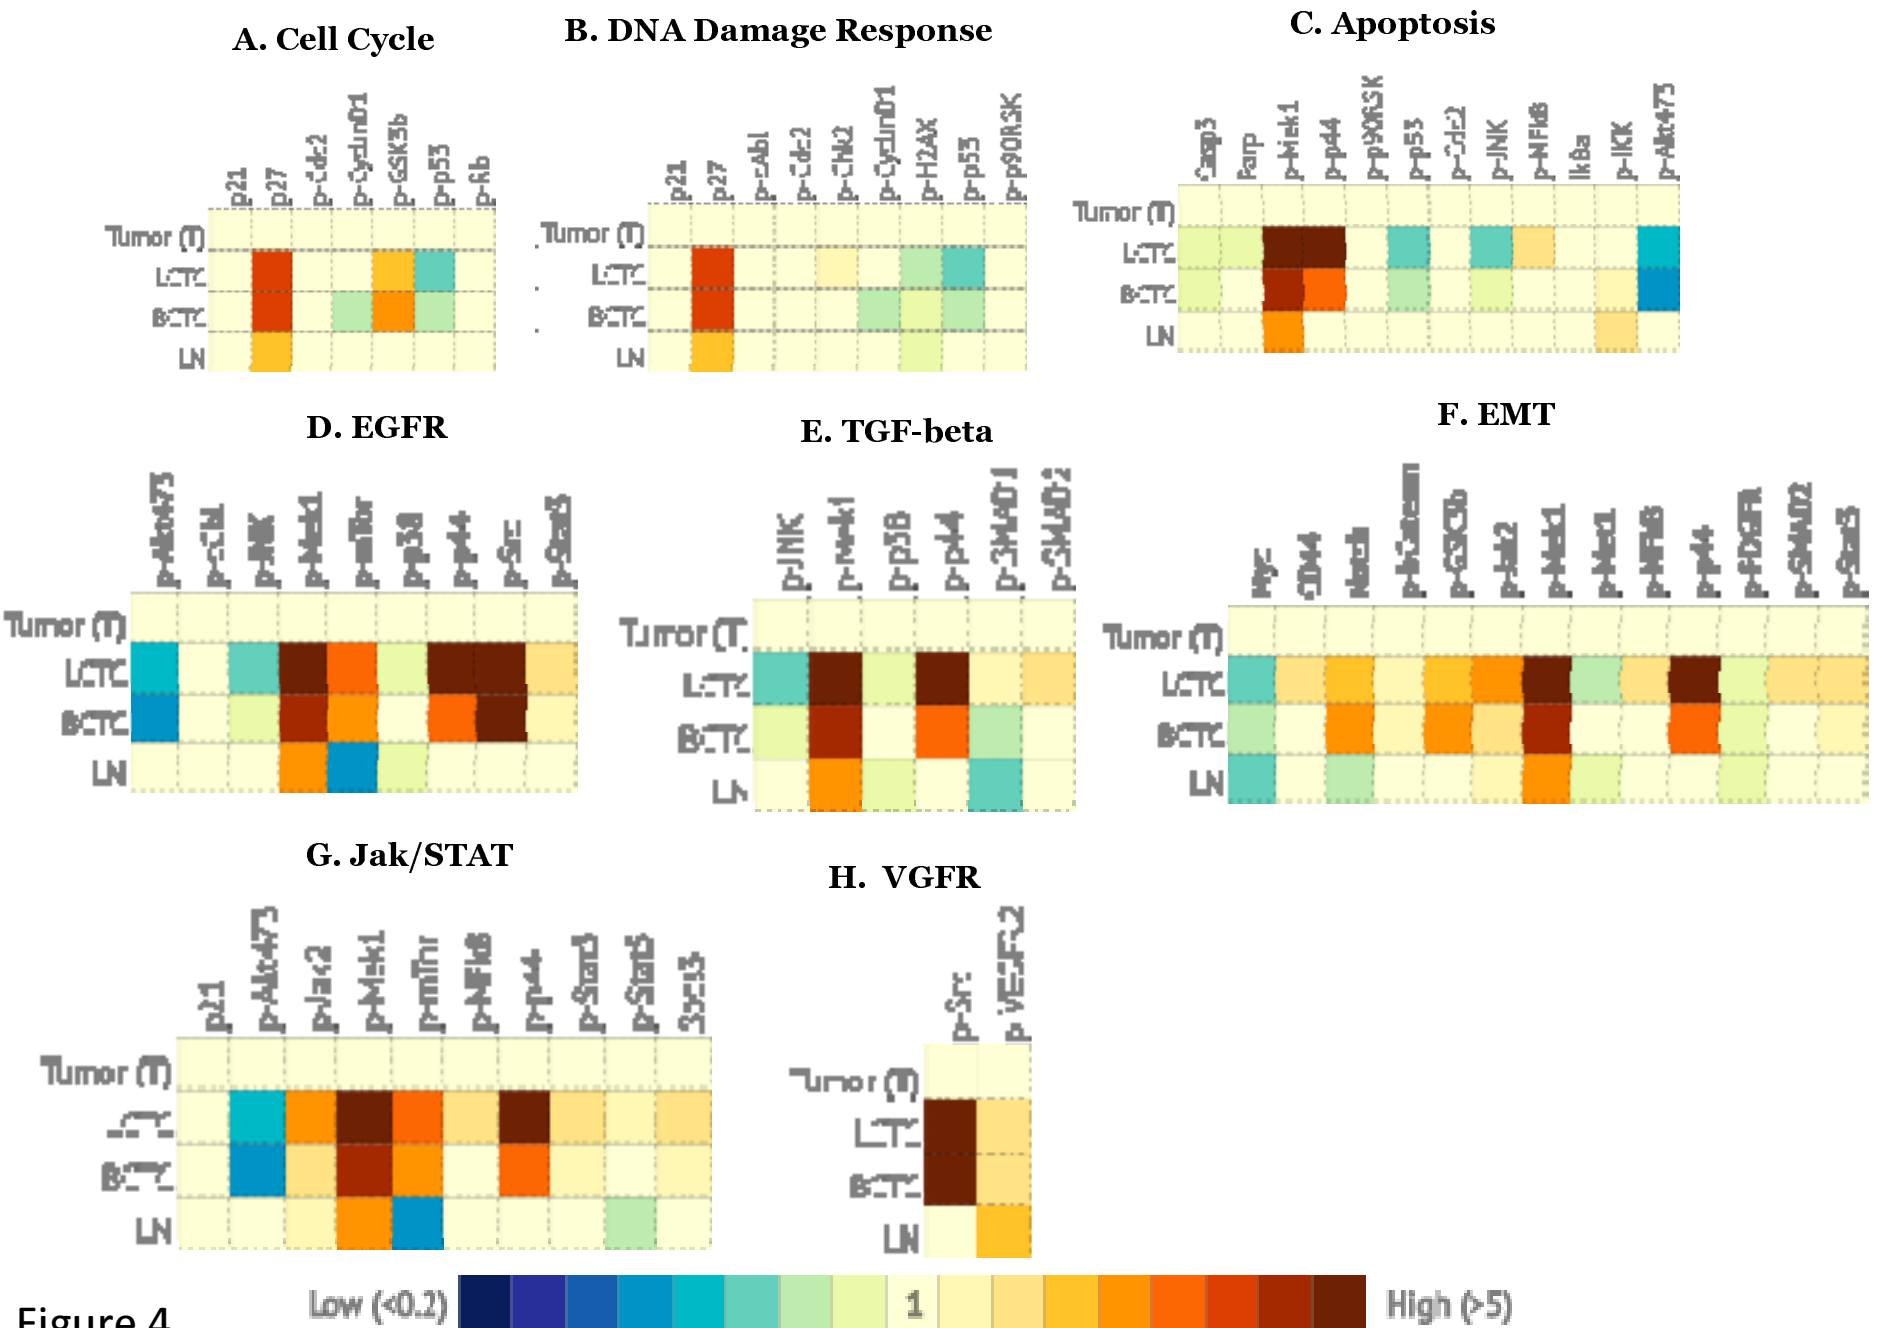 A. Cell Cycle
p21 p27 p-Cdc2 p-CyclinD1 p-GSK3b p-p53 p-Rb
Tumor (T)
LCTC
BCTC
LN
B. DNA Damage Response
p21 p27 p-cAbl p-Cdc2 p-Chk2 p-CyclinD1 p-H2AX p-p53 p-p90RSK
Tumor (T)
LCTC
BCTC
LN
C. Apoptosis
Casp3 Parp p-Mek1 p-p44 p-p90RSK p-p53 p-Cdc2 p-JNK p-NFkB IkBa p-IKK p-Akt473
Tumor (T)
LCTC
BCTC
LN
D. EGFR
p-Akt473 p-cCbl p-JNK p-Mek1 p-mTor p-p38 p-p44 p-Src p-Stat3
Tumor (T)
LCTC
BCTC
LN
E. TGF-beta
p-JNK p-Mek1 p-p38 p-p44 p-SMAD1 p-SMAD2
Tumor (T)
LCTC
BCTC
LN
F. EMT
Myc CD44 Notch p-bCatenin p-GSK3b p-Jak2 p-Mek1 p-Met1 p-NFkB p-p44 p-PDGFR p-SMAD2 p-Stat3
Tumor (T)
LCTC
BCTC
LN
G. Jak/STAT
p21 p-Akt473 p-Jak2 p-Mek1 p-mTor p-NFkB p-p44 p-Stat3 p-Stat5 Socs3
Tumor (T)
LCTC
BCTC
LN
H. VGFR
p-Src p-VEGFR2
Tumor (T)
LCTC
BCTC
LN
Low (<0.2) 1 High (>5)
Figure 4